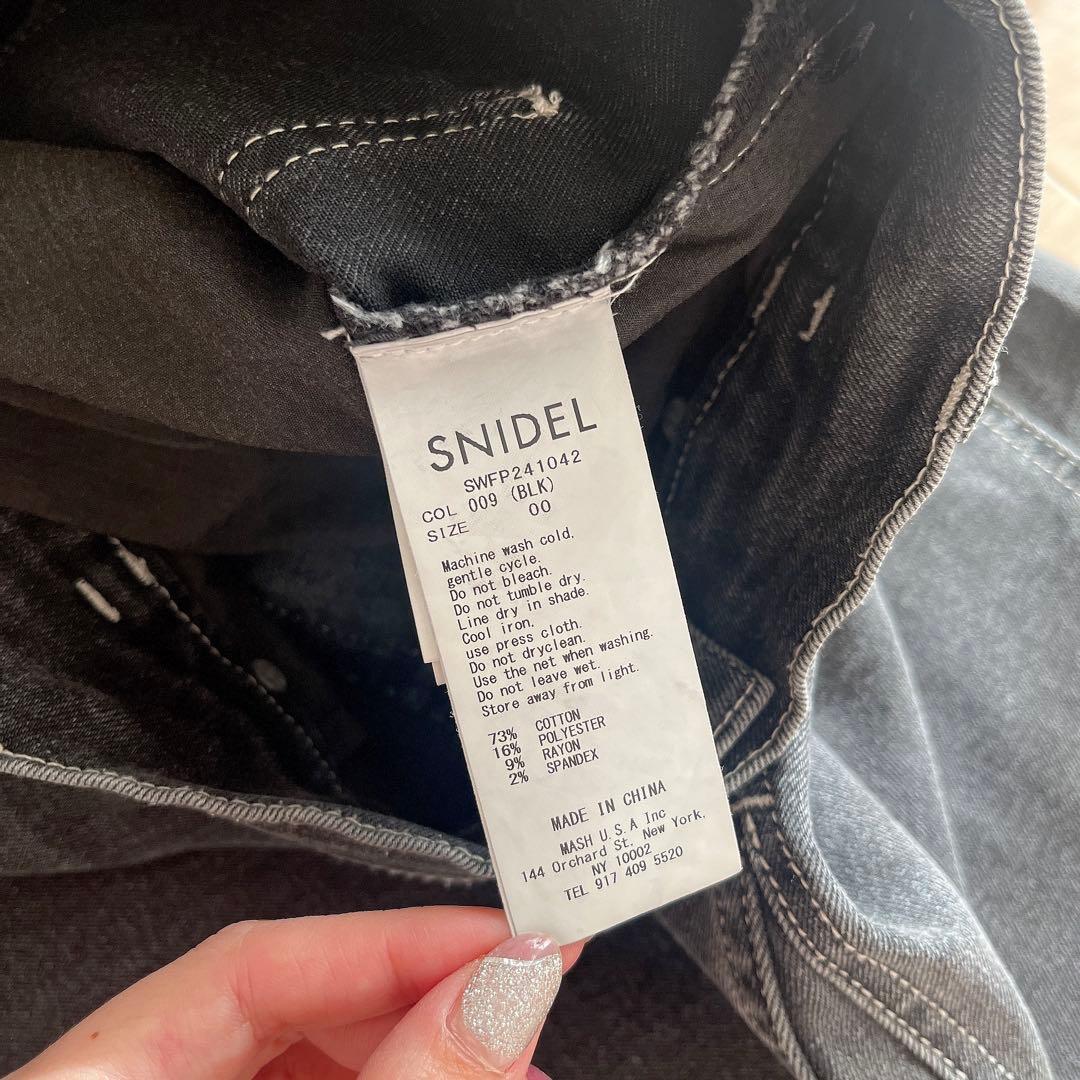 SNIDEL
SWFP241042
COL 009 (BLK)
SIZE 00
Machine wash cold.
gentle cycle.
Do not bleach.
Do not tumble dry.
Line dry in shade.
Cool iron.
use press cloth.
Do not dryclean.
Use the net when washing.
Do not leave wet.
Store away from light.
73% COTTON
16% POLYESTER
9% RAYON
2% SPANDEX
MADE IN CHINA
MASH U.S.A Inc
144 Orchard St. New York.
NY 10002
TEL 917 409 5520